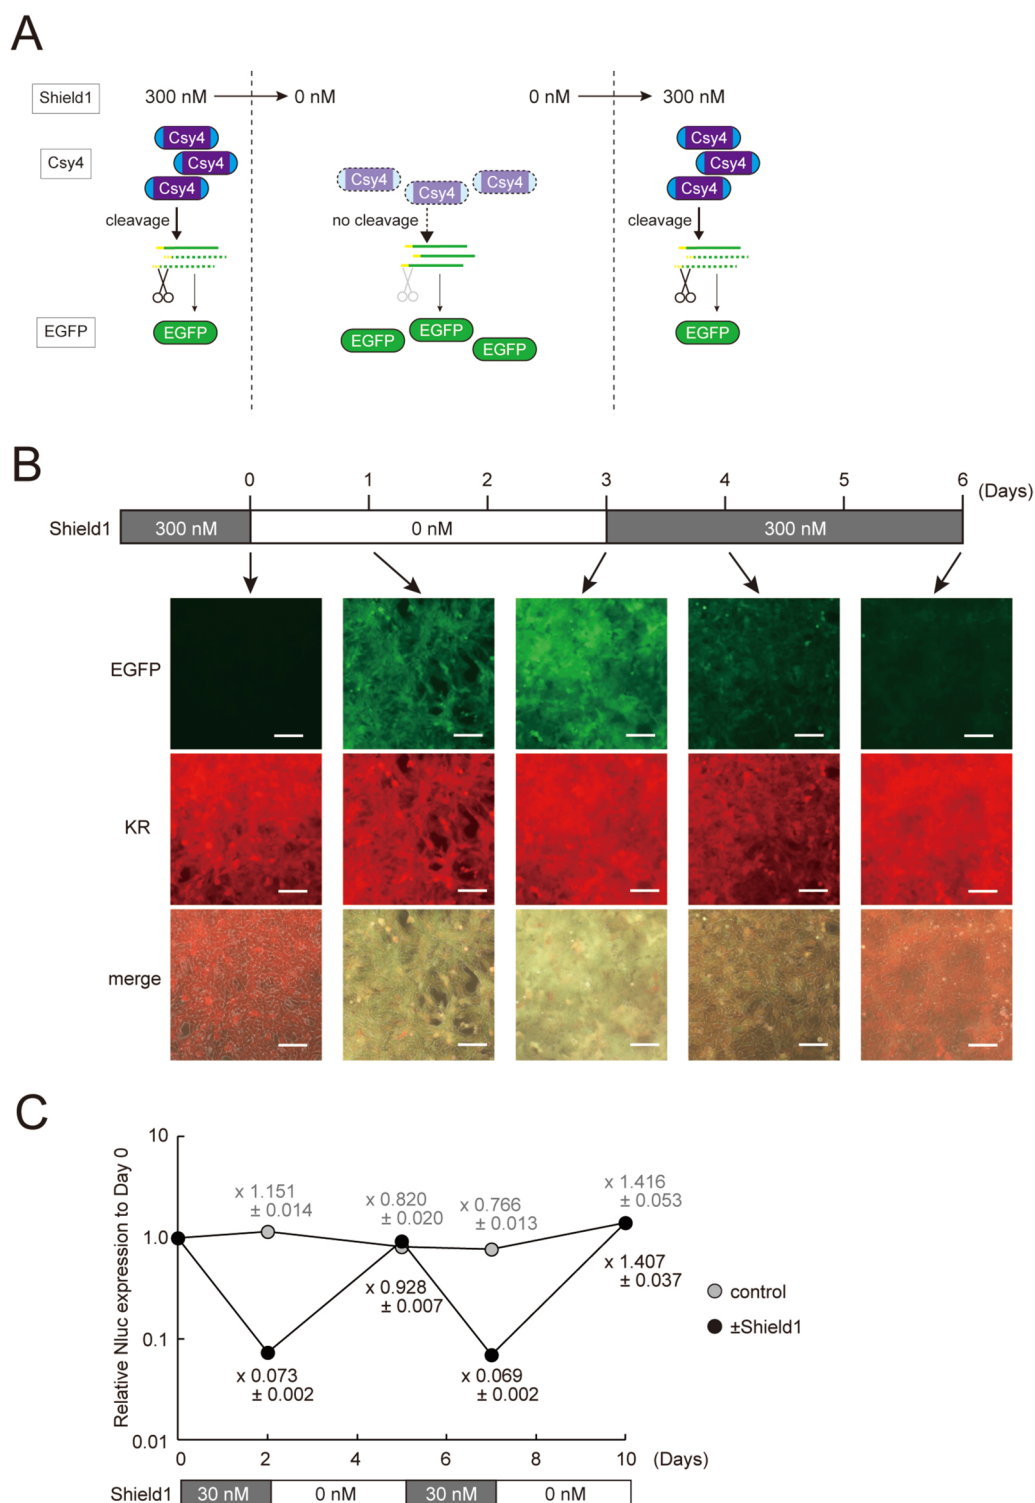 A
Shield1
300 nM
0 nM
0 nM
300 nM
Csy4
Csy4
Csy4
Csy4
Csy4
Csy4
Csy4
Csy4
Csy4
Csy4
cleavage
no cleavage
cleavage
EGFP
EGFP
EGFP
EGFP
EGFP
EGFP
B
0 1 2 3 4 5 6 (Days)
Shield1 300 nM 0 nM 300 nM
EGFP
KR
merge
C
Relative Nluc expression to Day 0
10
1.0
0.1
0.01
x 1.151
± 0.014
x 0.820
± 0.020
x 0.766
± 0.013
x 1.416
± 0.053
x 0.928
± 0.007
x 1.407
± 0.037
x 0.073
± 0.002
x 0.069
± 0.002
control
±Shield1
0 2 4 6 8 10 (Days)
Shield1 30 nM 0 nM 30 nM 0 nM